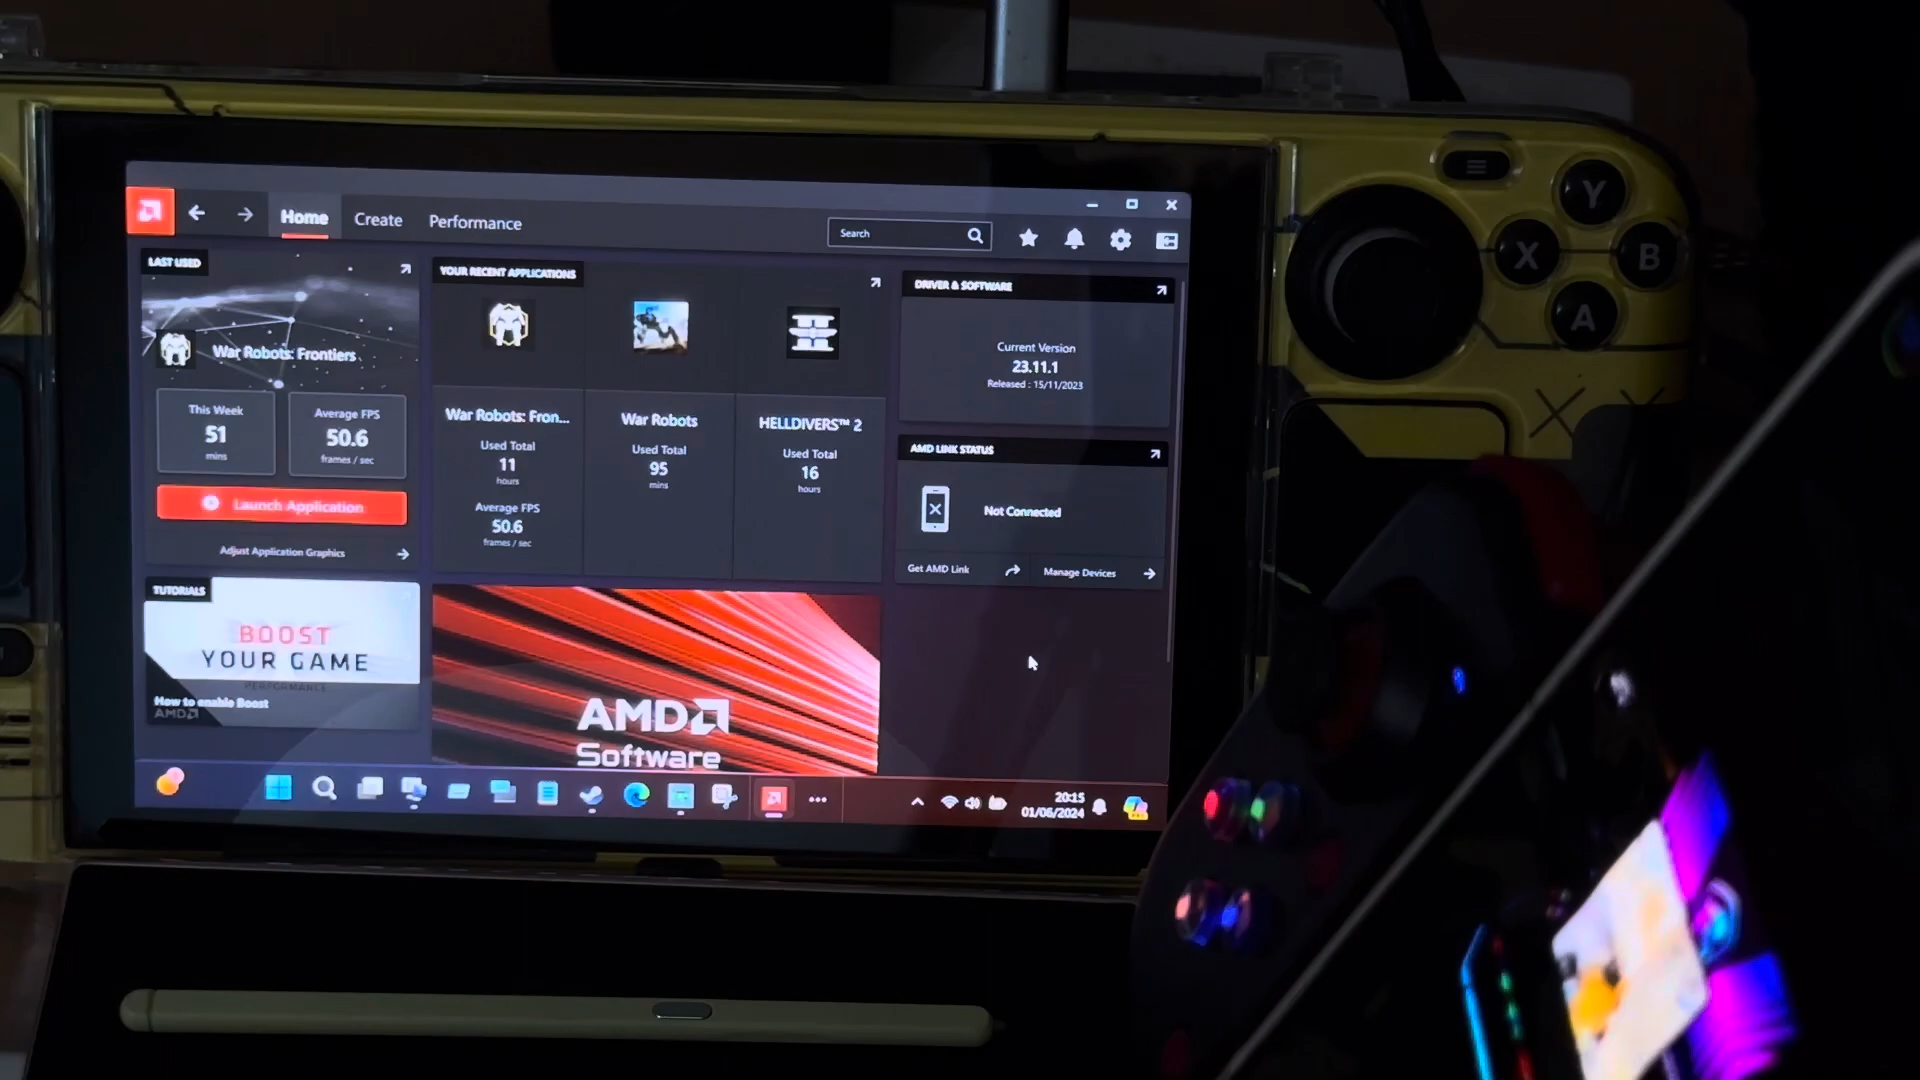 Home
Create
Performance
Search
LAST USED
War Robots: Frontiers
This Week
51
mins
Average FPS
50.6
frames / sec
Launch Application
Adjust Application Graphics
TUTORIALS
BOOST
YOUR GAME
PERFORMANCE
How to enable Boost
AMD
YOUR RECENT APPLICATIONS
War Robots: Fron...
Used Total
11
hours
Average FPS
50.6
frames / sec
War Robots
Used Total
95
mins
HELLDIVERS™ 2
Used Total
16
hours
AMD
Software
DRIVER & SOFTWARE
Current Version
23.11.1
Released : 15/11/2023
AMD LINK STATUS
Not Connected
Get AMD Link
Manage Devices
20:15
01/06/2024
Y
X
B
A